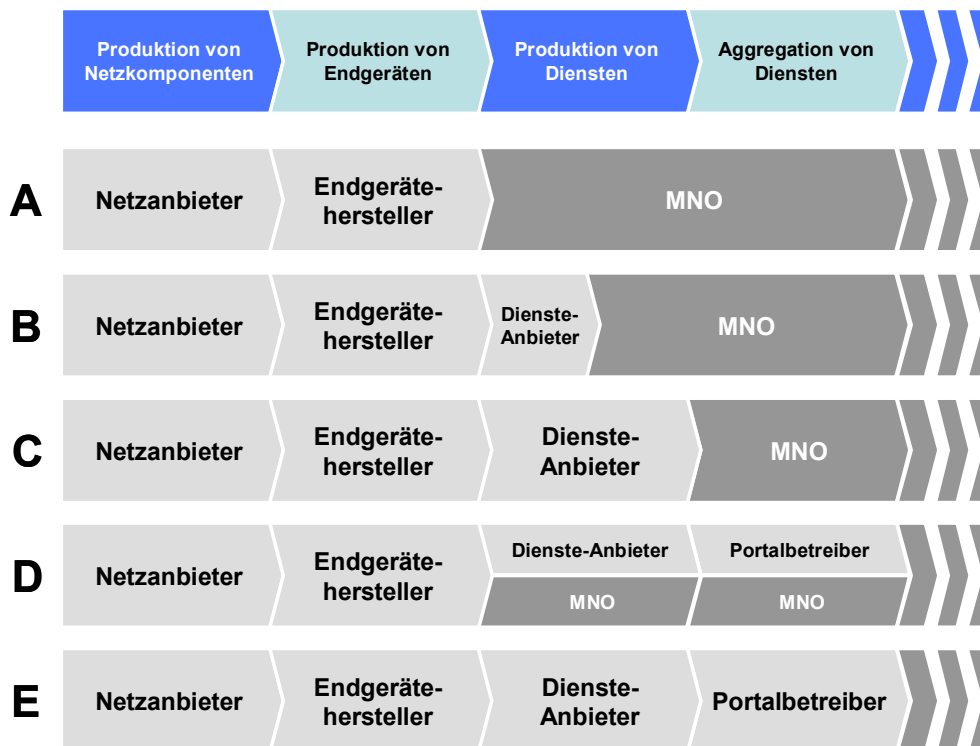 Produktion von
Netzkomponenten
Produktion von
Endgeräten
Produktion von
Diensten
Aggregation von
Diensten
A
Netzanbieter
Endgeräte-
hersteller
MNO
B
Netzanbieter
Endgeräte-
hersteller
Dienste-
Anbieter
MNO
C
Netzanbieter
Endgeräte-
hersteller
Dienste-
Anbieter
MNO
D
Netzanbieter
Endgeräte-
hersteller
Dienste-Anbieter
Portalbetreiber
MNO
MNO
E
Netzanbieter
Endgeräte-
hersteller
Dienste-
Anbieter
Portalbetreiber